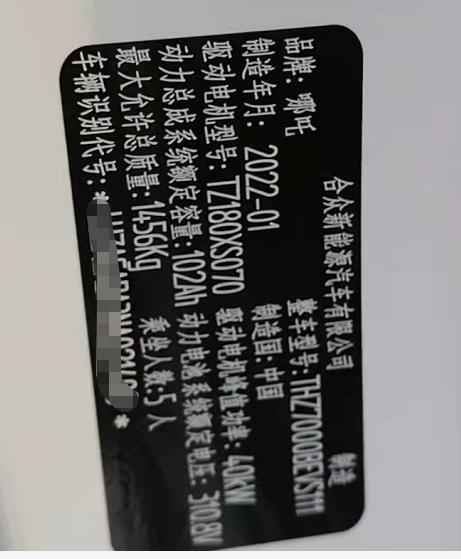 合众新能源汽车有限公司 制造
品牌: 哪吒 整车型号: THZ7000BEVS111
制造年月: 2022-01 制造国: 中国
驱动电机型号: TZ180XS070 驱动电机峰值功率: 40kW
动力总成系统额定容量: 102Ah 动力电池系统额定电压: 310.8V
最大允许总质量: 1456Kg 乘坐人数: 5 人
车辆识别代号: * *